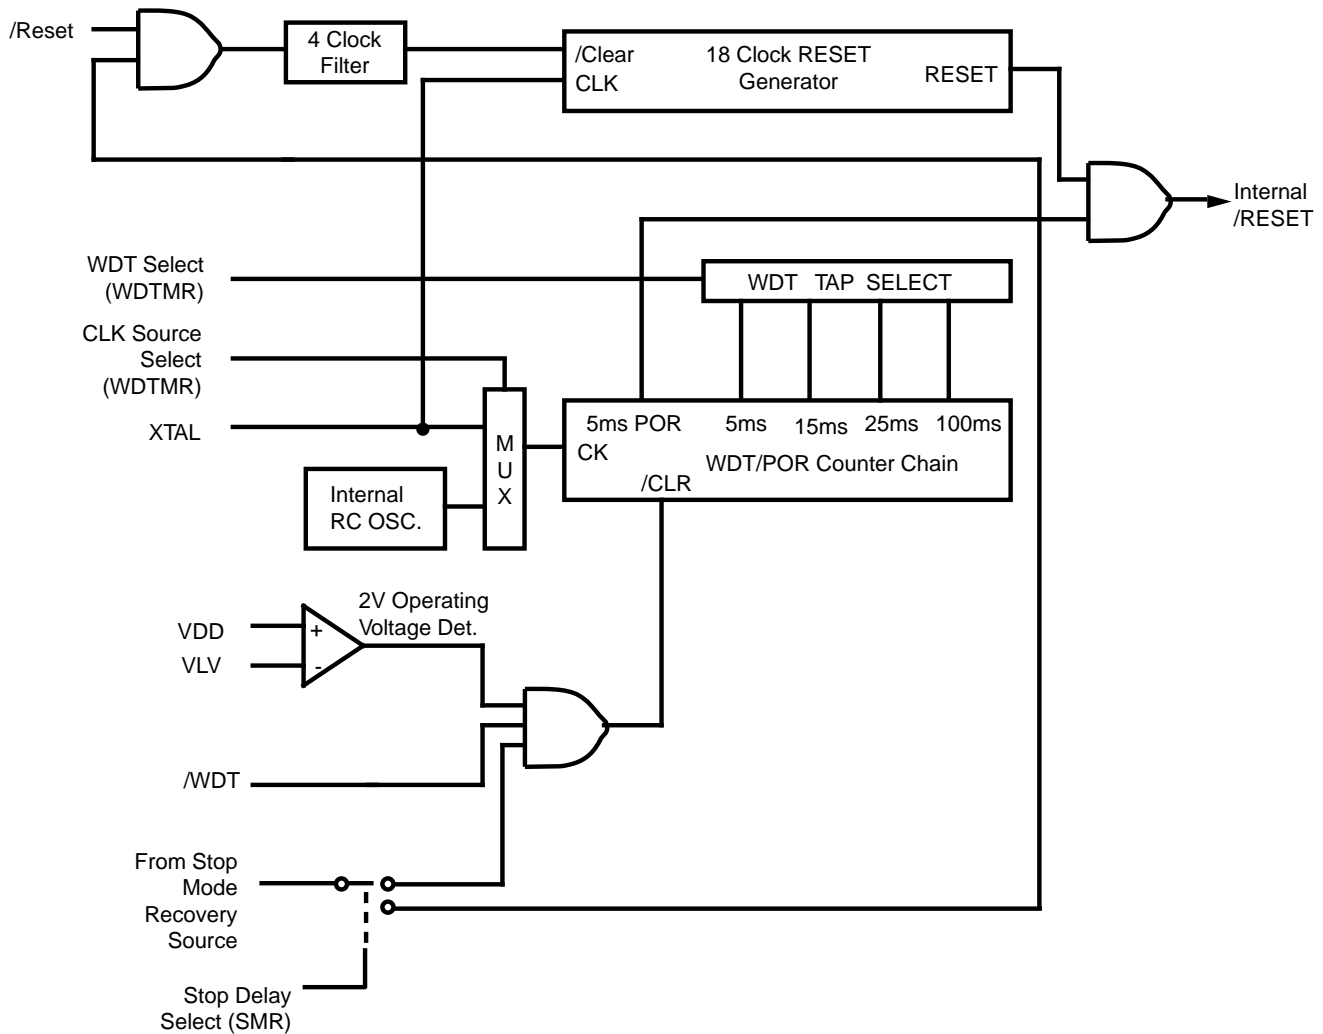 /Reset
4 Clock
Filter
/Clear
CLK
18 Clock RESET
Generator
RESET
Internal
/RESET
WDT Select
(WDTMR)
WDT TAP SELECT
CLK Source
Select
(WDTMR)
XTAL
M
U
X
5ms POR
5ms
15ms
25ms
100ms
CK
WDT/POR Counter Chain
/CLR
Internal
RC OSC.
2V Operating
Voltage Det.
VDD
+
VLV
-
/WDT
From Stop
Mode
Recovery
Source
Stop Delay
Select (SMR)